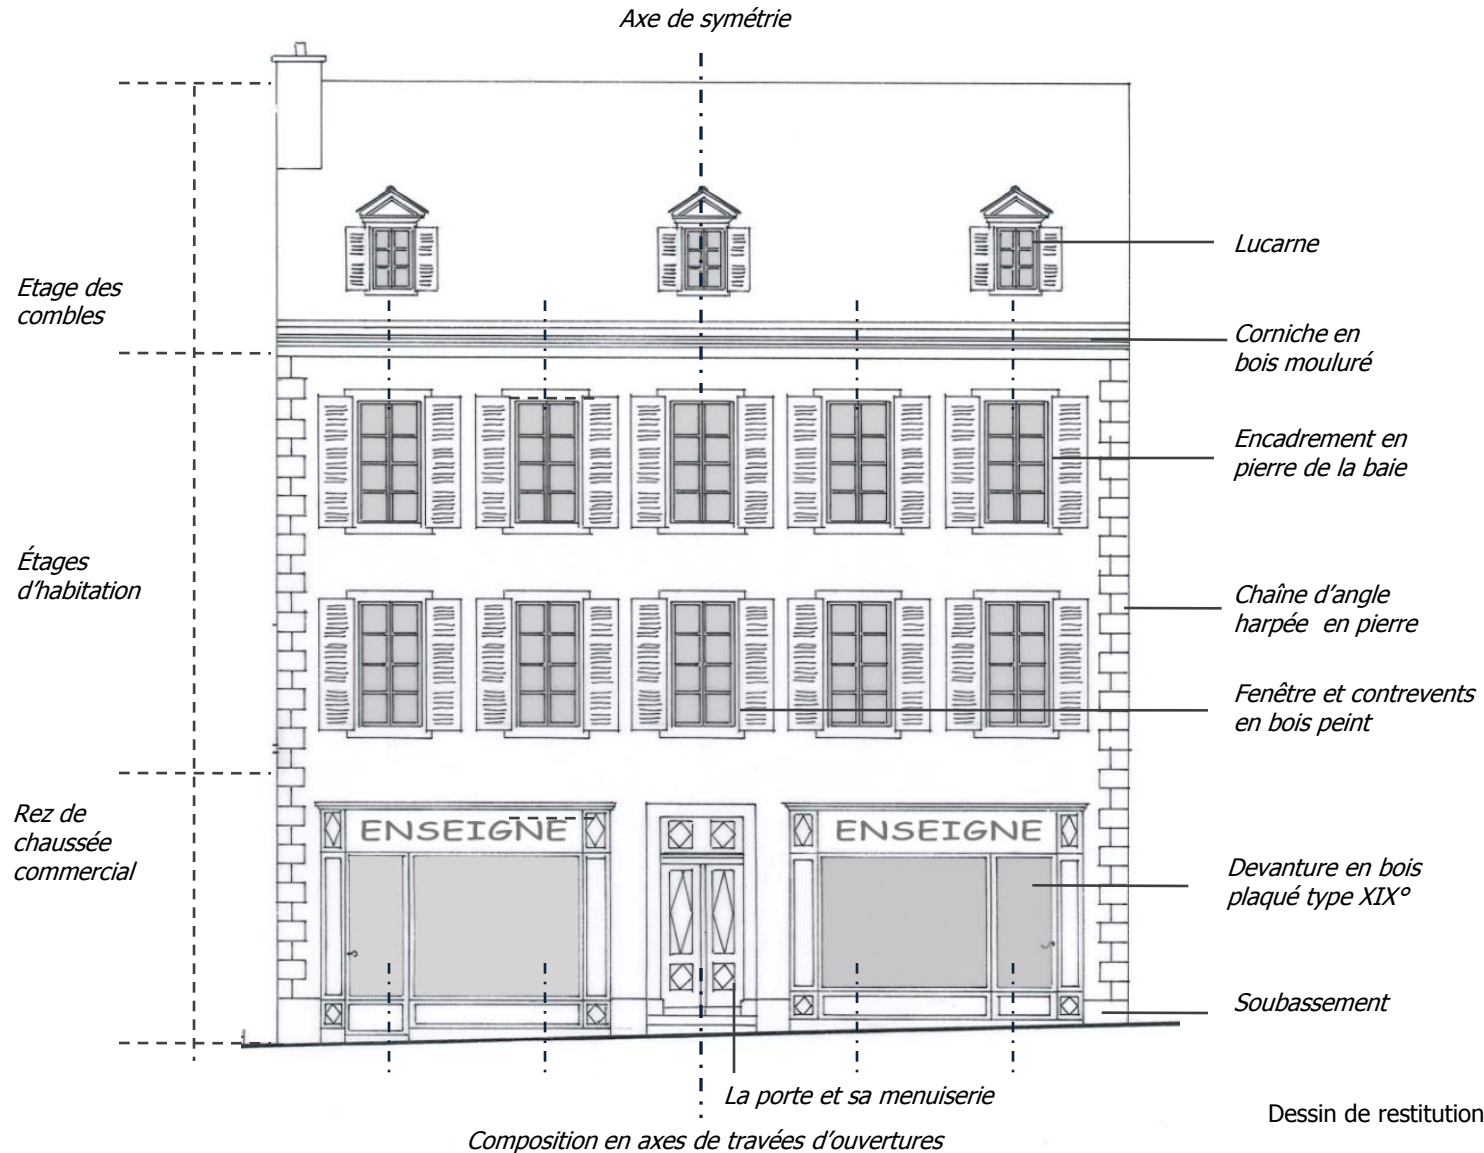 Axe de symétrie
Lucarne
Etage des
combles
Corniche en
bois mouluré
Encadrement en
pierre de la baie
Étages
d'habitation
Chaîne d'angle
harpée  en pierre
Fenêtre et contrevents
en bois peint
Rez de
chaussée
commercial
ENSEIGNE
ENSEIGNE
Devanture en bois
plaqué type XIX°
Soubassement
La porte et sa menuiserie
Dessin de restitution
Composition en axes de travées d'ouvertures